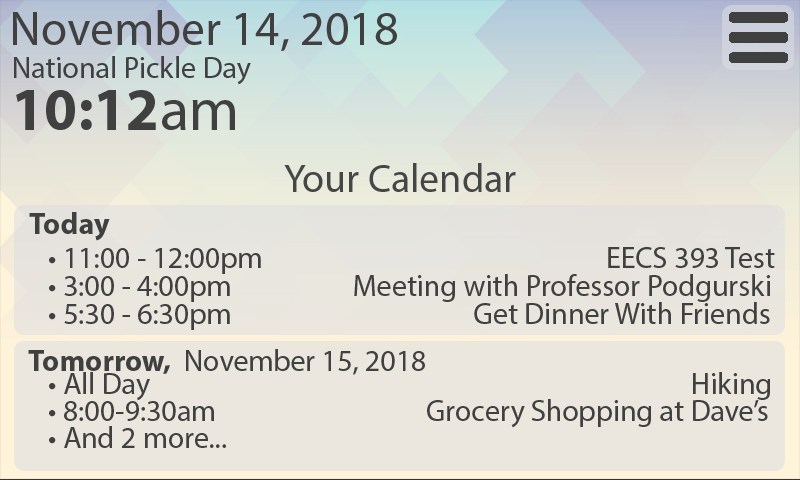 November 14, 2018
National Pickle Day
10:12am
Your Calendar
Today
• 11:00 - 12:00pm EECS 393 Test
• 3:00 - 4:00pm Meeting with Professor Podgurski
• 5:30 - 6:30pm Get Dinner With Friends
Tomorrow, November 15, 2018
• All Day Hiking
• 8:00-9:30am Grocery Shopping at Dave’s
• And 2 more...